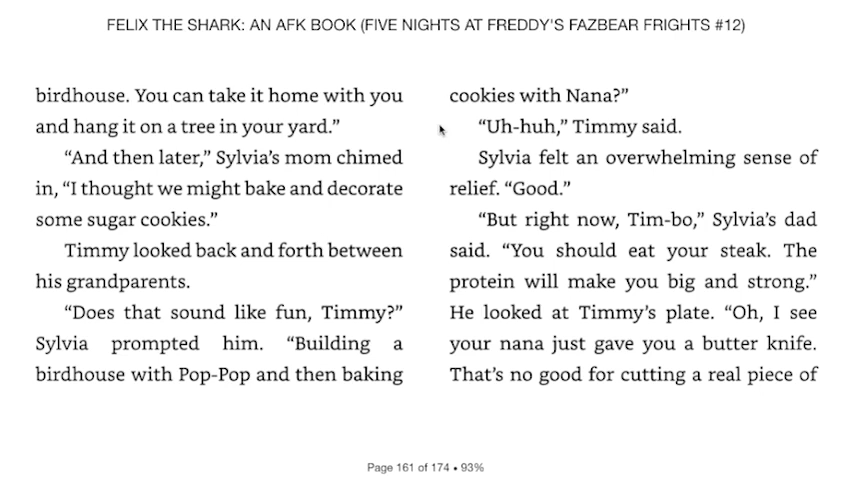 FELIX THE SHARK: AN AFK BOOK (FIVE NIGHTS AT FREDDY'S FAZBEAR FRIGHTS #12)
birdhouse. You can take it home with you
and hang it on a tree in your yard.”
“And then later,” Sylvia’s mom chimed
in, “I thought we might bake and decorate
some sugar cookies.”
Timmy looked back and forth between
his grandparents.
“Does that sound like fun, Timmy?”
Sylvia prompted him. “Building a
birdhouse with Pop-Pop and then baking
cookies with Nana?”
“Uh-huh,” Timmy said.
Sylvia felt an overwhelming sense of
relief. “Good.”
“But right now, Tim-bo,” Sylvia’s dad
said. “You should eat your steak. The
protein will make you big and strong.”
He looked at Timmy’s plate. “Oh, I see
your nana just gave you a butter knife.
That’s no good for cutting a real piece of
Page 161 of 174 • 93%